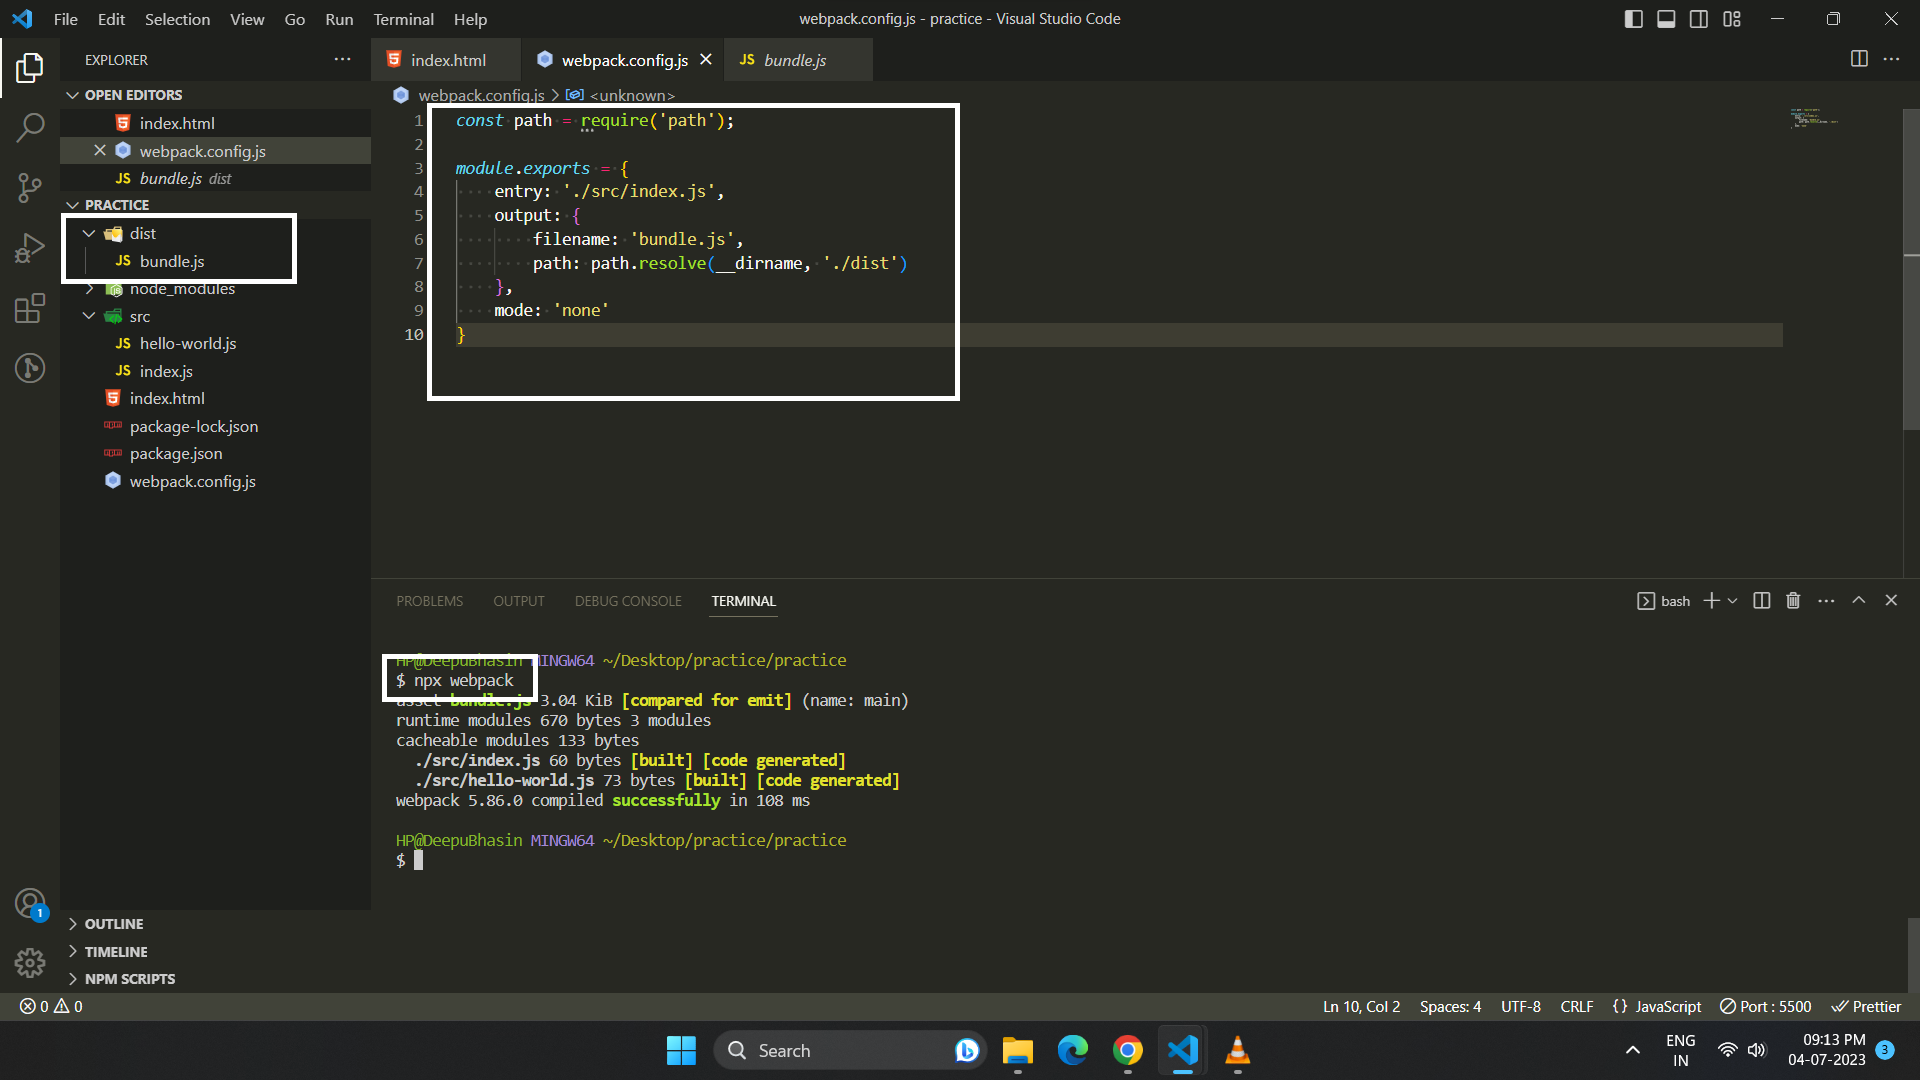 File Edit Selection View Go Run Terminal Help
webpack.config.js - practice - Visual Studio Code
EXPLORER
OPEN EDITORS
index.html
webpack.config.js
JS bundle.js dist
PRACTICE
dist
JS bundle.js
node_modules
src
JS hello-world.js
JS index.js
index.html
package-lock.json
package.json
webpack.config.js
OUTLINE
TIMELINE
NPM SCRIPTS
index.html
webpack.config.js
JS bundle.js
webpack.config.js > <unknown>
1 const path = require('path');
2
3 module.exports = {
4 entry: './src/index.js',
5 output: {
6 filename: 'bundle.js',
7 path: path.resolve(__dirname, './dist')
8 },
9 mode: 'none'
10 }
PROBLEMS OUTPUT DEBUG CONSOLE TERMINAL
bash
HP@DeepuBhasin MINGW64 ~/Desktop/practice/practice
$ npx webpack
asset bundle.js 3.04 KiB [compared for emit] (name: main)
runtime modules 670 bytes 3 modules
cacheable modules 133 bytes
./src/index.js 60 bytes [built] [code generated]
./src/hello-world.js 73 bytes [built] [code generated]
webpack 5.86.0 compiled successfully in 108 ms
HP@DeepuBhasin MINGW64 ~/Desktop/practice/practice
$
1
0 0
Ln 10, Col 2 Spaces: 4 UTF-8 CRLF {} JavaScript Port : 5500 Prettier
Search
ENG
IN
09:13 PM
04-07-2023
3